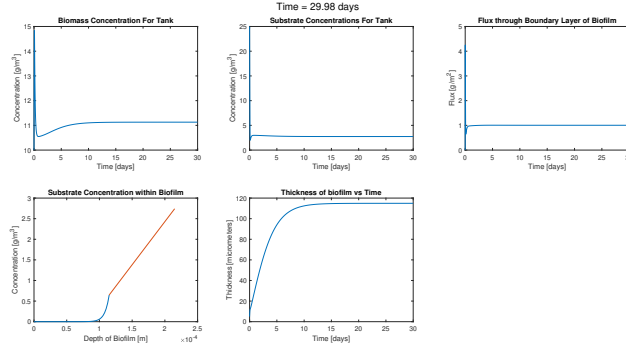 Time = 29.98 days
Biomass Concentration For Tank
Concentration [g/m³]
15
14
13
12
11
10
0 5 10 15 20 25 30
Time [days]
Substrate Concentrations For Tank
Concentration [g/m³]
25
20
15
10
5
0
0 5 10 15 20 25 30
Time [days]
Flux through Boundary Layer of Biofilm
Flux [g/m²]
5
4
3
2
1
0
0 5 10 15 20 25 30
Time [days]
Substrate Concentration within Biofilm
Concentration [g/m³]
3
2.5
2
1.5
1
0.5
0
0 0.5 1 1.5 2 2.5
Depth of Biofilm [m] ×10⁻⁴
Thickness of biofilm vs Time
Thickness [micrometers]
120
100
80
60
40
20
0
0 5 10 15 20 25 30
Time [days]